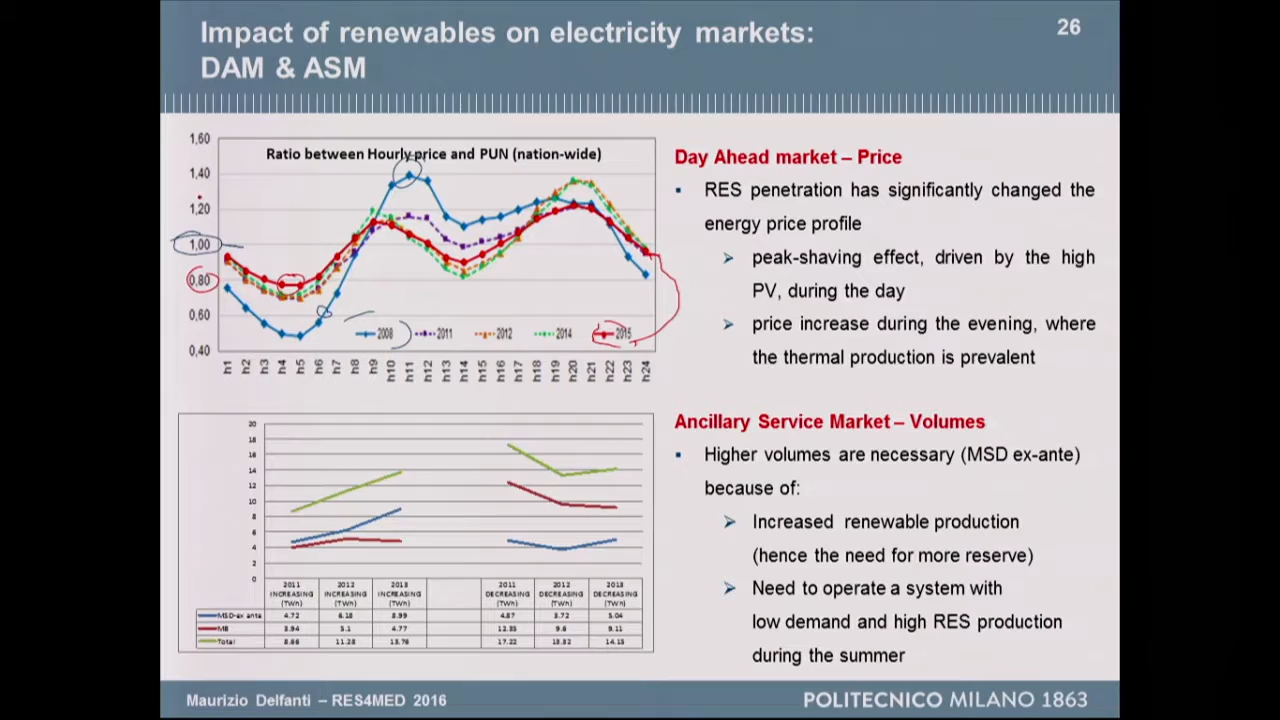 Impact of renewables on electricity markets:
DAM & ASM
26
Ratio between Hourly price and PUN (nation-wide)
1,60
1,40
1,20
1,00
0,80
0,60
0,40
2008 2011 2012 2014 2015
h1 h2 h3 h4 h5 h6 h7 h8 h9 h10 h11 h12 h13 h14 h15 h16 h17 h18 h19 h20 h21 h22 h23 h24
Day Ahead market – Price
▪ RES penetration has significantly changed the
energy price profile
➢ peak-shaving effect, driven by the high
PV, during the day
➢ price increase during the evening, where
the thermal production is prevalent
20
18
16
14
12
10
8
6
4
2
0
2011 2012 2013 2011 2012 2013
INCREASING INCREASING INCREASING DECREASING DECREASING DECREASING
(TWh) (TWh) (TWh) (TWh) (TWh) (TWh)
MSD-ex ante 4.72 6.18 8.99 4.87 3.72 5.04
MB 3.94 5.1 4.77 12.35 9.6 9.11
Total 8.66 11.28 13.76 17.22 13.32 14.15
Ancillary Service Market – Volumes
▪ Higher volumes are necessary (MSD ex-ante)
because of:
➢ Increased renewable production
(hence the need for more reserve)
➢ Need to operate a system with
low demand and high RES production
during the summer
Maurizio Delfanti – RES4MED 2016
POLITECNICO MILANO 1863